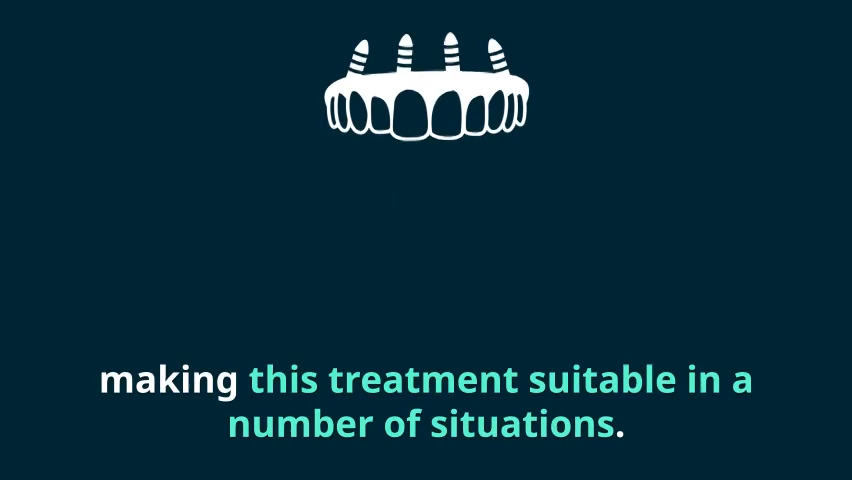 making this treatment suitable in a
number of situations.